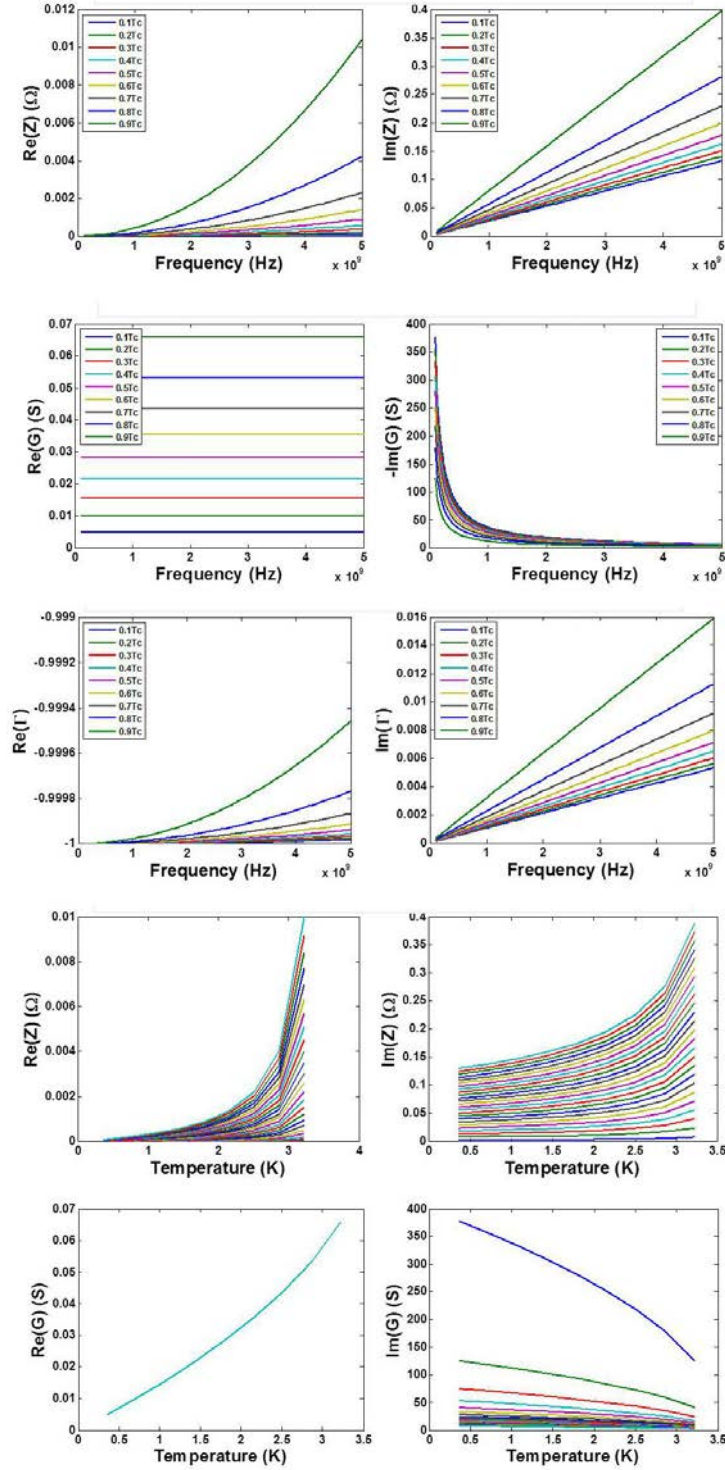 0.012
0.01
0.008
0.006
0.004
0.002
0
Re(Z) (Ω)
0.1Tc
0.2Tc
0.3Tc
0.4Tc
0.5Tc
0.6Tc
0.7Tc
0.8Tc
0.9Tc
0 1 2 3 4 5
Frequency (Hz)
x 10⁹
0.4
0.35
0.3
0.25
0.2
0.15
0.1
0.05
0
Im(Z) (Ω)
0.1Tc
0.2Tc
0.3Tc
0.4Tc
0.5Tc
0.6Tc
0.7Tc
0.8Tc
0.9Tc
0 1 2 3 4 5
Frequency (Hz)
x 10⁹
0.07
0.06
0.05
0.04
0.03
0.02
0.01
0
Re(G) (S)
0.1Tc
0.2Tc
0.3Tc
0.4Tc
0.5Tc
0.6Tc
0.7Tc
0.8Tc
0.9Tc
0 1 2 3 4 5
Frequency (Hz)
x 10⁹
400
350
300
250
200
150
100
50
0
-Im(G) (S)
0.1Tc
0.2Tc
0.3Tc
0.4Tc
0.5Tc
0.6Tc
0.7Tc
0.8Tc
0.9Tc
0 1 2 3 4 5
Frequency (Hz)
x 10⁹
-0.999
-0.9992
-0.9994
-0.9996
-0.9998
-1
Re(Γ)
0.1Tc
0.2Tc
0.3Tc
0.4Tc
0.5Tc
0.6Tc
0.7Tc
0.8Tc
0.9Tc
0 1 2 3 4 5
Frequency (Hz)
x 10⁹
0.016
0.014
0.012
0.01
0.008
0.006
0.004
0.002
0
Im(Γ)
0.1Tc
0.2Tc
0.3Tc
0.4Tc
0.5Tc
0.6Tc
0.7Tc
0.8Tc
0.9Tc
0 1 2 3 4 5
Frequency (Hz)
x 10⁹
0.01
0.008
0.006
0.004
0.002
0
Re(Z) (Ω)
0 1 2 3 4
Temperature (K)
0.4
0.35
0.3
0.25
0.2
0.15
0.1
0.05
0
Im(Z) (Ω)
0 0.5 1 1.5 2 2.5 3 3.5
Temperature (K)
0.07
0.06
0.05
0.04
0.03
0.02
0.01
0
Re(G) (S)
0 0.5 1 1.5 2 2.5 3 3.5
Temperature (K)
400
350
300
250
200
150
100
50
0
Im(G) (S)
0 0.5 1 1.5 2 2.5 3 3.5
Temperature (K)